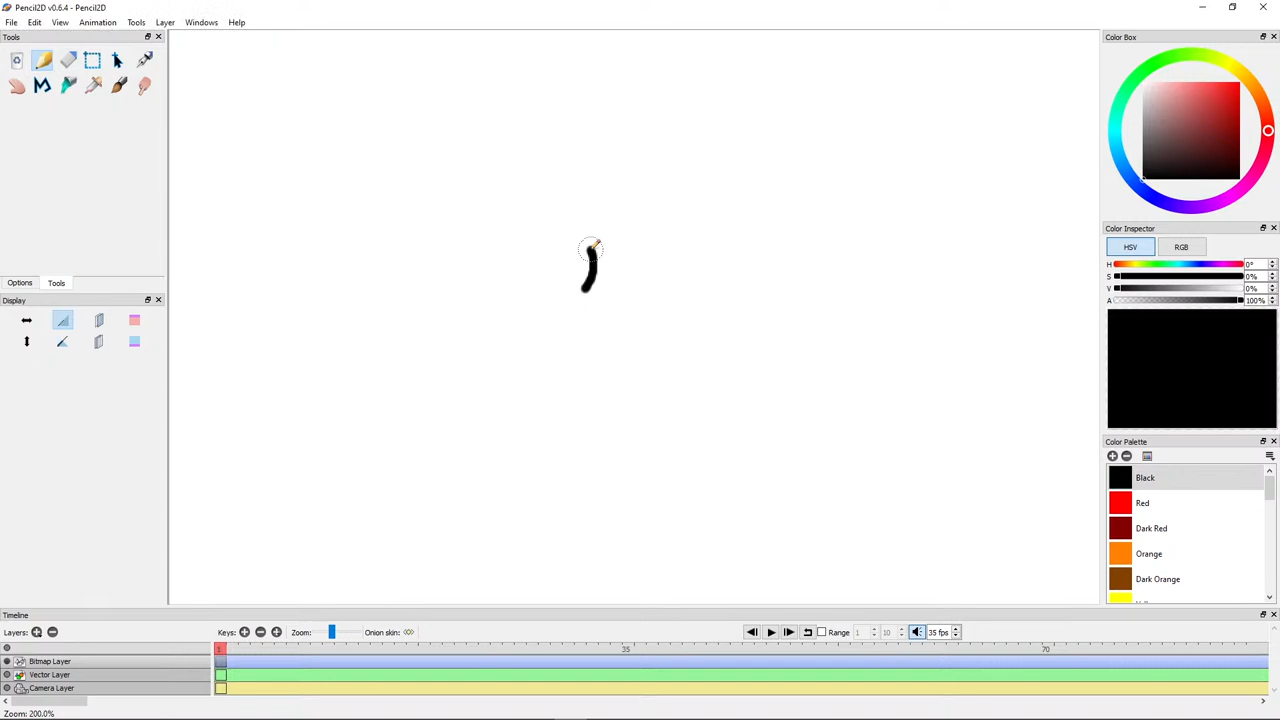 Pencil2D v0.6.4 - Pencil2D
File Edit View Animation Tools Layer Windows Help
Tools
Options Tools
Display
Color Box
Color Inspector
HSV RGB
H 0°
S 0%
V 0%
A 100%
Color Palette
Black
Red
Dark Red
Orange
Dark Orange
Timeline
Layers: Keys: Zoom: Onion skin: Range 1 10 35 fps
1 35 70
Bitmap Layer
Vector Layer
Camera Layer
Zoom: 200.0%